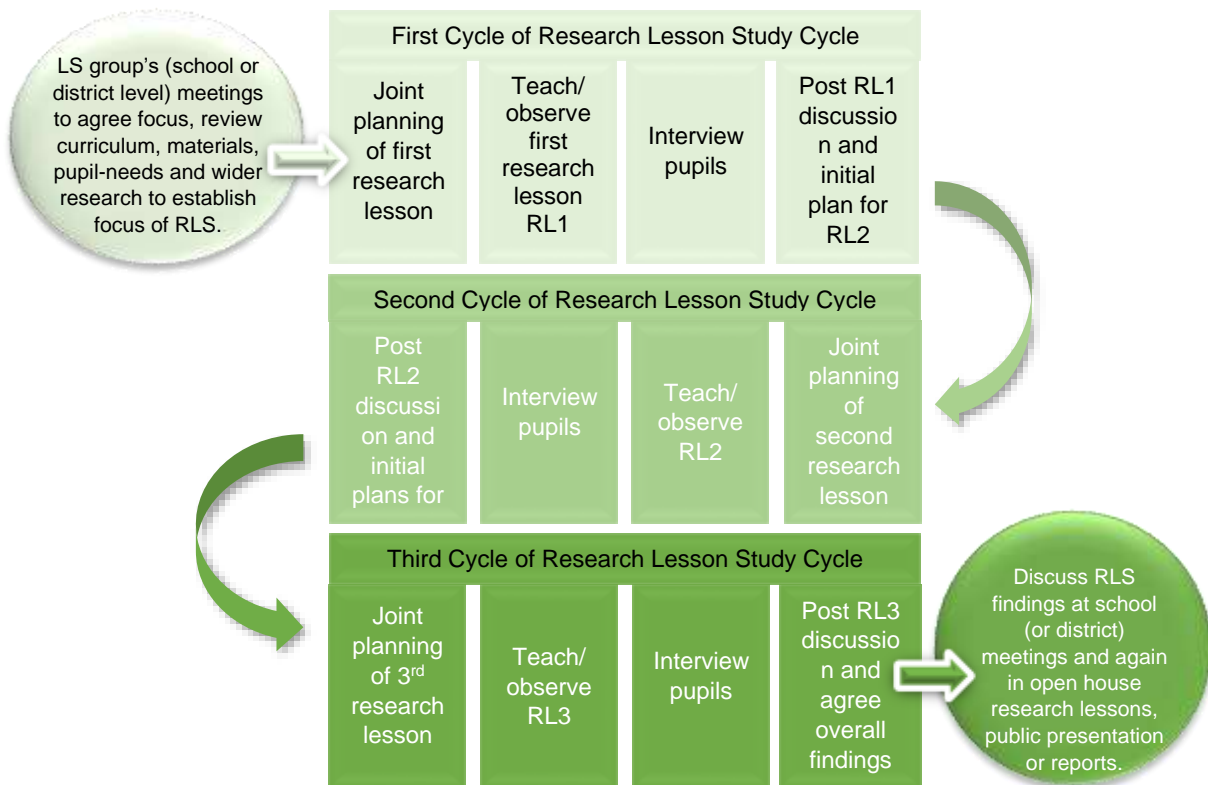 LS group's (school or
district level) meetings
to agree focus, review
curriculum, materials,
pupil-needs and wider
research to establish
focus of RLS.
First Cycle of Research Lesson Study Cycle
Joint
planning
of first
research
lesson
Teach/
observe
first
research
lesson
RL1
Interview
pupils
Post RL1
discussio
n and
initial
plan for
RL2
Second Cycle of Research Lesson Study Cycle
Post
RL2
discussi
on and
initial
plans for
Interview
pupils
Teach/
observe
RL2
Joint
planning
of
second
research
lesson
Third Cycle of Research Lesson Study Cycle
Joint
planning
of 3rd
research
lesson
Teach/
observe
RL3
Interview
pupils
Post RL3
discussio
n and
agree
overall
findings
Discuss RLS
findings at school
(or district)
meetings and again
in open house
research lessons,
public presentation
or reports.